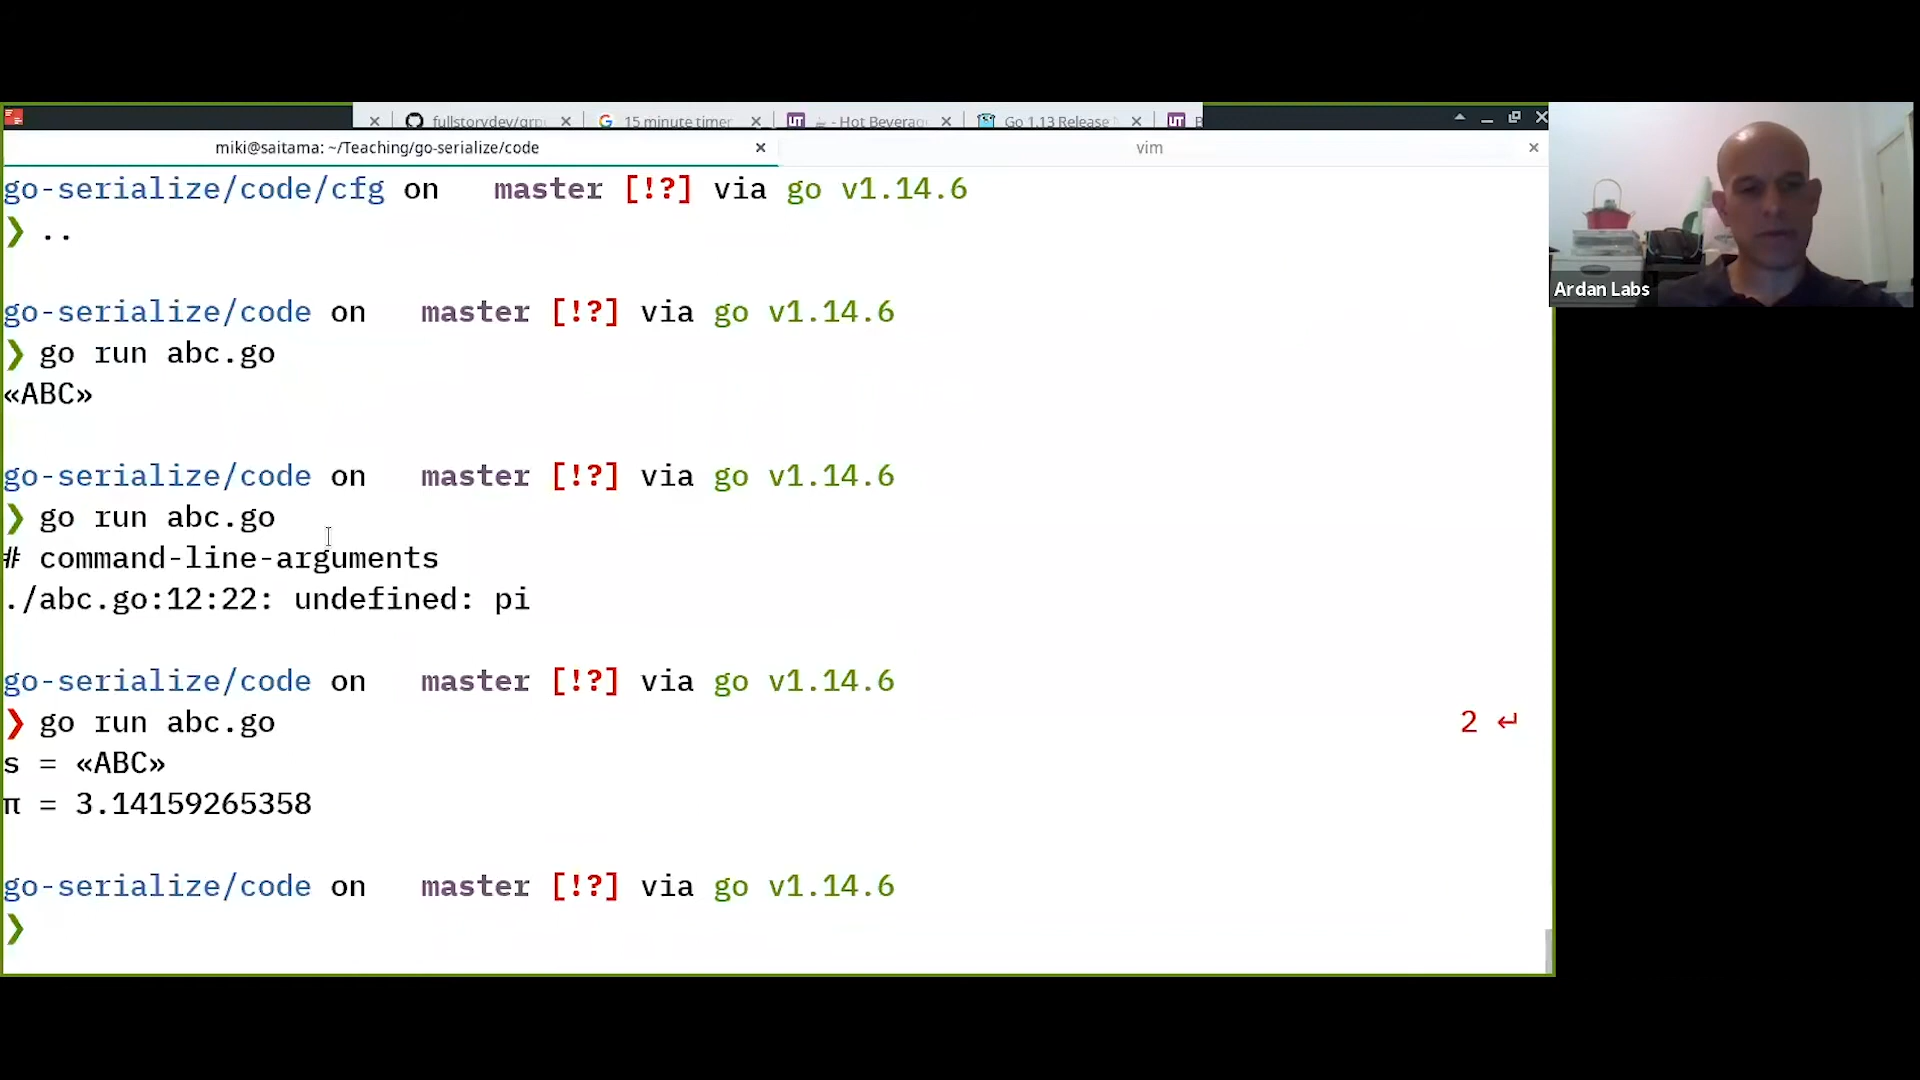 fullstorydev/grp
15 minute timer
- Hot Beverag
Go 1.13 Release
miki@saitama: ~/Teaching/go-serialize/code
vim
go-serialize/code/cfg on master [!?] via go v1.14.6
❯ ..
go-serialize/code on master [!?] via go v1.14.6
❯ go run abc.go
«ABC»
go-serialize/code on master [!?] via go v1.14.6
❯ go run abc.go
# command-line-arguments
./abc.go:12:22: undefined: pi
go-serialize/code on master [!?] via go v1.14.6
❯ go run abc.go 2 ↵
s = «ABC»
π = 3.14159265358
go-serialize/code on master [!?] via go v1.14.6
❯
Ardan Labs